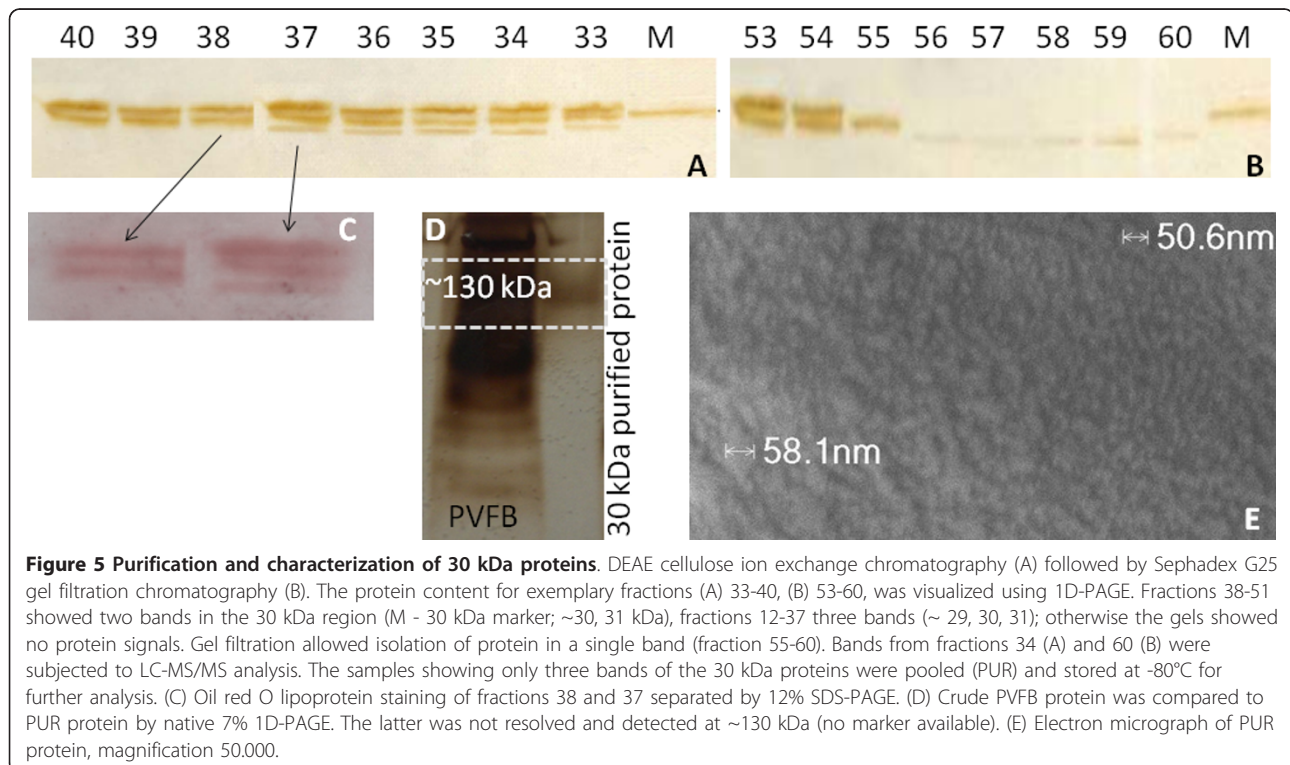 40 39 38 37 36 35 34 33 M
53 54 55 56 57 58 59 60 M
A
B
C
D
~130 kDa
PVFB
30 kDa purified protein
50.6nm
58.1nm
E
Figure 5 Purification and characterization of 30 kDa proteins. DEAE cellulose ion exchange chromatography (A) followed by Sephadex G25
gel filtration chromatography (B). The protein content for exemplary fractions (A) 33-40, (B) 53-60, was visualized using 1D-PAGE. Fractions 38-51
showed two bands in the 30 kDa region (M - 30 kDa marker; ~30, 31 kDa), fractions 12-37 three bands (~ 29, 30, 31); otherwise the gels showed
no protein signals. Gel filtration allowed isolation of protein in a single band (fraction 55-60). Bands from fractions 34 (A) and 60 (B) were
subjected to LC-MS/MS analysis. The samples showing only three bands of the 30 kDa proteins were pooled (PUR) and stored at -80°C for
further analysis. (C) Oil red O lipoprotein staining of fractions 38 and 37 separated by 12% SDS-PAGE. (D) Crude PVFB protein was compared to
PUR protein by native 7% 1D-PAGE. The latter was not resolved and detected at ~130 kDa (no marker available). (E) Electron micrograph of PUR
protein, magnification 50.000.